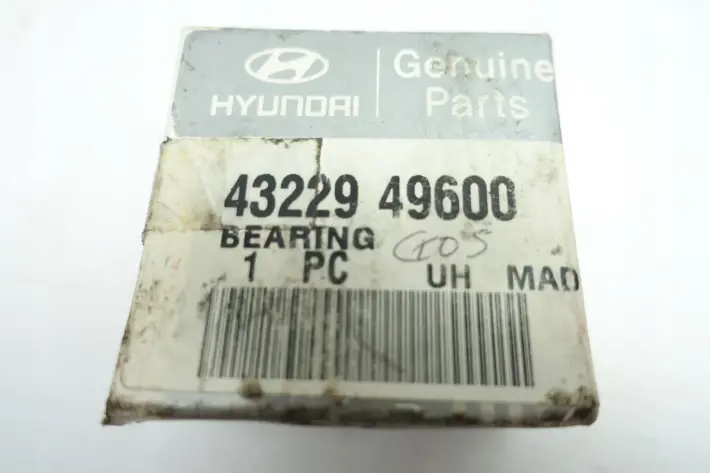 HYUNDAI
Genuine
Parts
43229 49600
BEARING
1 PC UH MAD